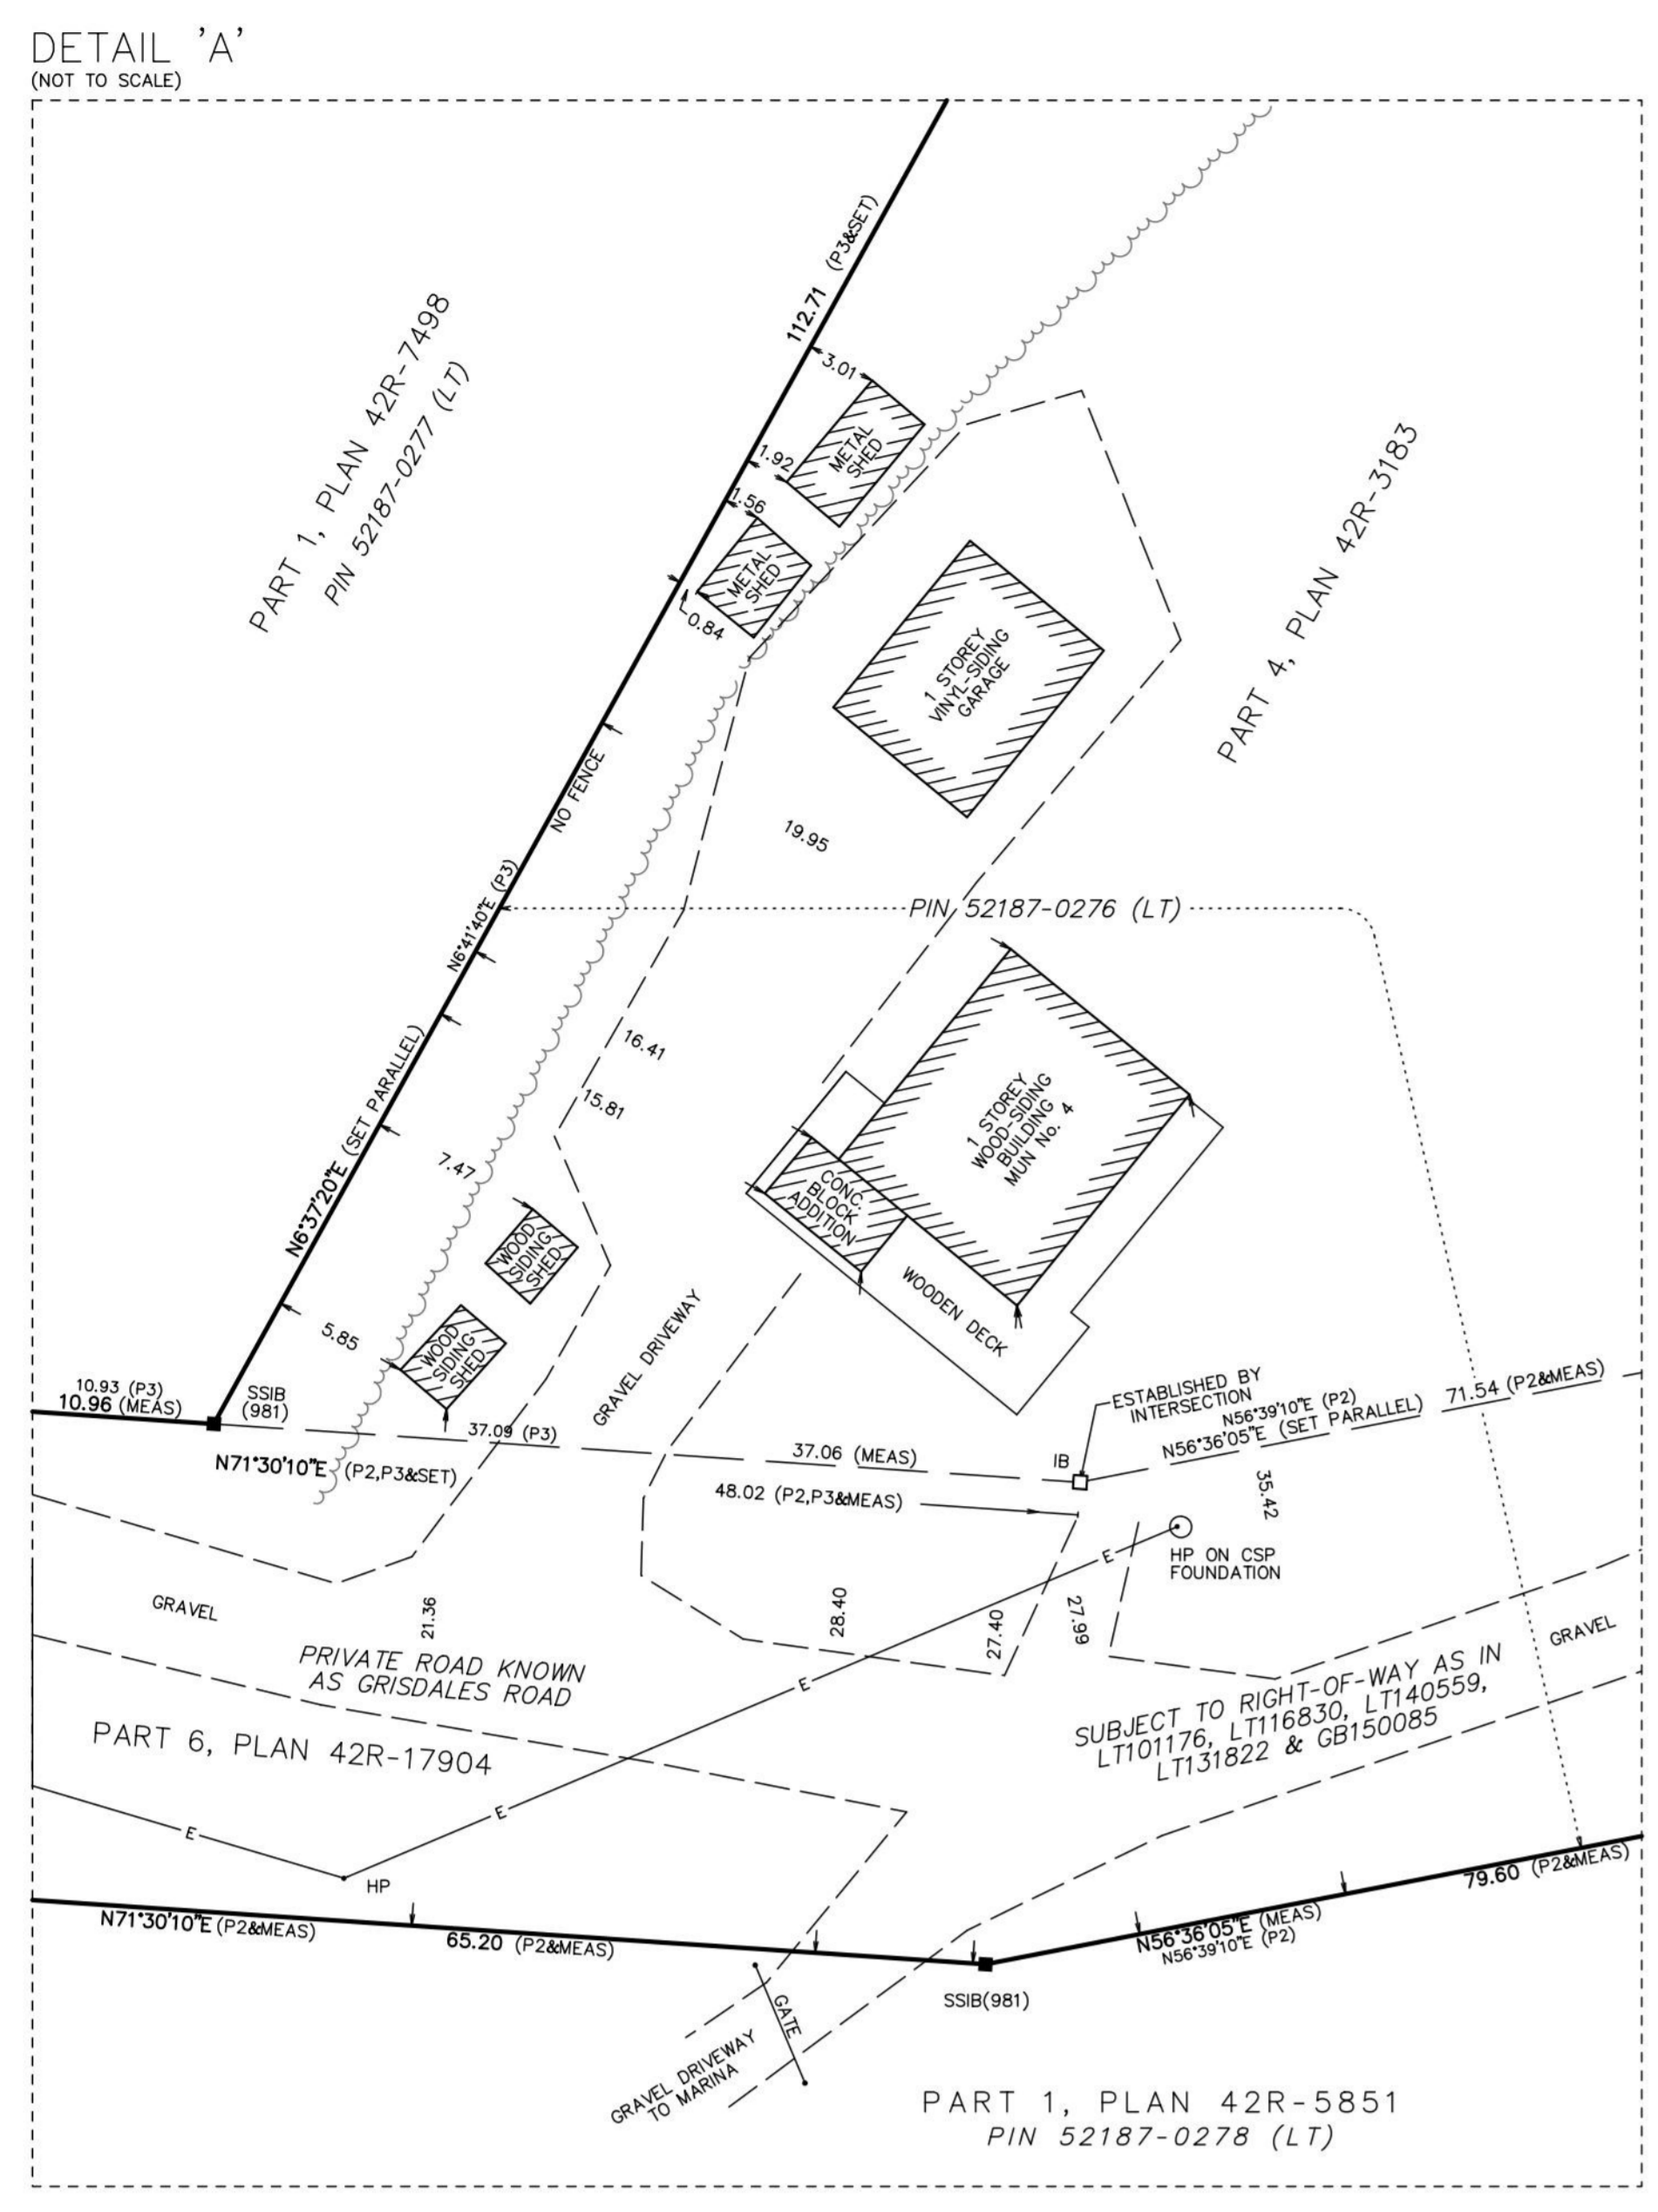 DETAIL 'A'
(NOT TO SCALE)
112.71 (P3&SET)
PART 1, PLAN 42R-7498
PIN 52187-0277 (LT)
3.01
METAL
SHED
1.92
1.56
METAL
SHED
0.84
PART 4, PLAN 42R-3183
1 STOREY
VINYL-SIDING
GARAGE
NO FENCE
19.95
N6°41'40"E (P3)
PIN 52187-0276 (LT)
16.41
15.81
N6°37'20"E (SET PARALLEL)
1 STOREY
WOOD-SIDING
BUILDING
MUN No. 4
7.47
CONC.
BLOCK
ADDITION
WOOD
SIDING
SHED
WOODEN DECK
5.85
WOOD
SIDING
SHED
GRAVEL DRIVEWAY
10.93 (P3)
10.96 (MEAS)
SSIB
(981)
37.09 (P3)
N71°30'10"E (P2,P3&SET)
37.06 (MEAS)
48.02 (P2,P3&MEAS)
IB
ESTABLISHED BY
INTERSECTION
N56°39'10"E (P2)
N56°36'05"E (SET PARALLEL)
71.54 (P2&MEAS)
35.42
E
HP ON CSP
FOUNDATION
GRAVEL
21.36
28.40
27.40
27.99
GRAVEL
PRIVATE ROAD KNOWN
AS GRISDALES ROAD
E
SUBJECT TO RIGHT-OF-WAY AS IN
LT101176, LT116830, LT140559,
LT131822 & GB150085
PART 6, PLAN 42R-17904
E
E
HP
N71°30'10"E (P2&MEAS)
65.20 (P2&MEAS)
79.60 (P2&MEAS)
N56°36'05"E (MEAS)
N56°39'10"E (P2)
SSIB(981)
GATE
GRAVEL DRIVEWAY
TO MARINA
PART 1, PLAN 42R-5851
PIN 52187-0278 (LT)